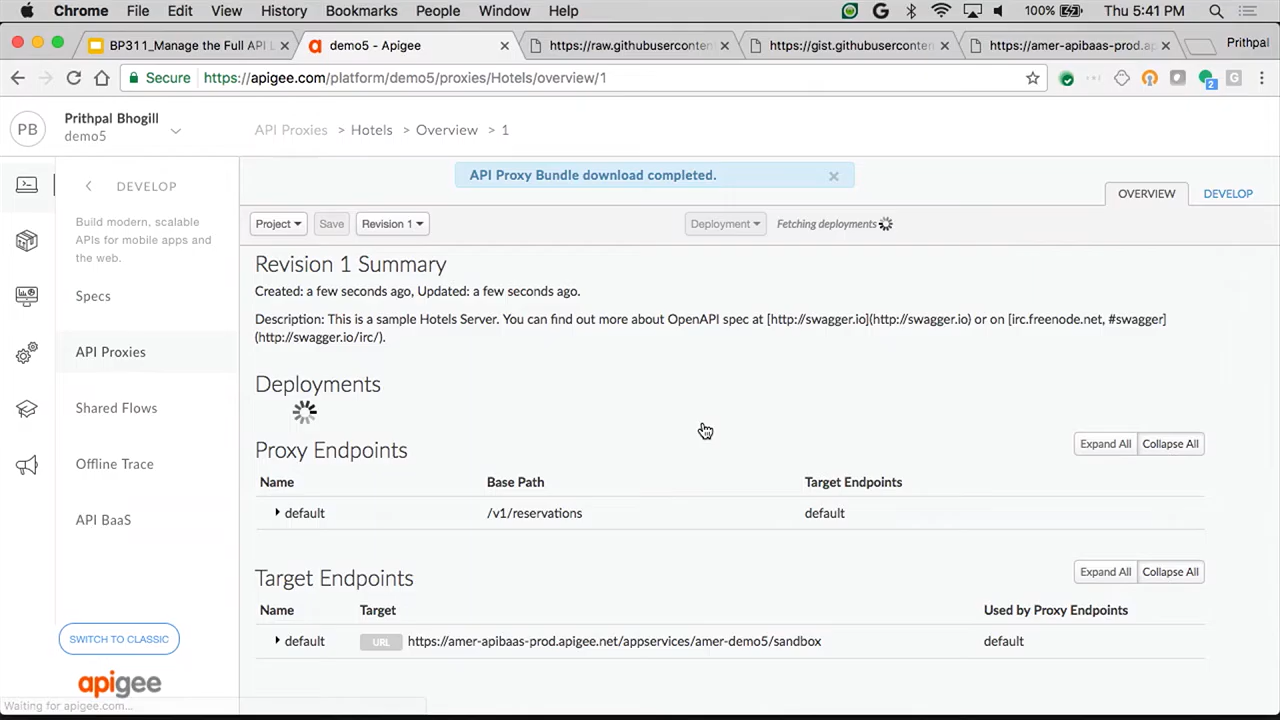 Chrome File Edit View History Bookmarks People Window Help 100% Thu 5:41 PM
BP311_Manage the Full API L demo5 - Apigee https://raw.githubusercontent https://gist.githubusercontent https://amer-apibaas-prod.ap Prithpal
Secure https://apigee.com/platform/demo5/proxies/Hotels/overview/1 2
PB Prithpal Bhogill
demo5
API Proxies > Hotels > Overview > 1
API Proxy Bundle download completed. ×
DEVELOP
OVERVIEW DEVELOP
Build modern, scalable
APIs for mobile apps and
the web.
Specs
API Proxies
Shared Flows
Offline Trace
API BaaS
SWITCH TO CLASSIC
apigee
Waiting for apigee.com...
Project Save Revision 1 Deployment Fetching deployments
Revision 1 Summary
Created: a few seconds ago, Updated: a few seconds ago.
Description: This is a sample Hotels Server. You can find out more about OpenAPI spec at [http://swagger.io](http://swagger.io) or on [irc.freenode.net, #swagger]
(http://swagger.io/irc/).
Deployments
Proxy Endpoints Expand All Collapse All
Name Base Path Target Endpoints
default /v1/reservations default
Target Endpoints Expand All Collapse All
Name Target Used by Proxy Endpoints
default URL https://amer-apibaas-prod.apigee.net/appservices/amer-demo5/sandbox default